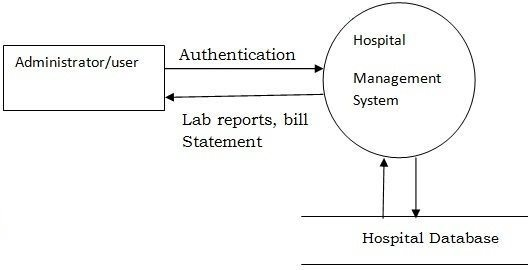 Administrator/user
Authentication
Lab reports, bill
Statement
Hospital
Management
System
Hospital Database